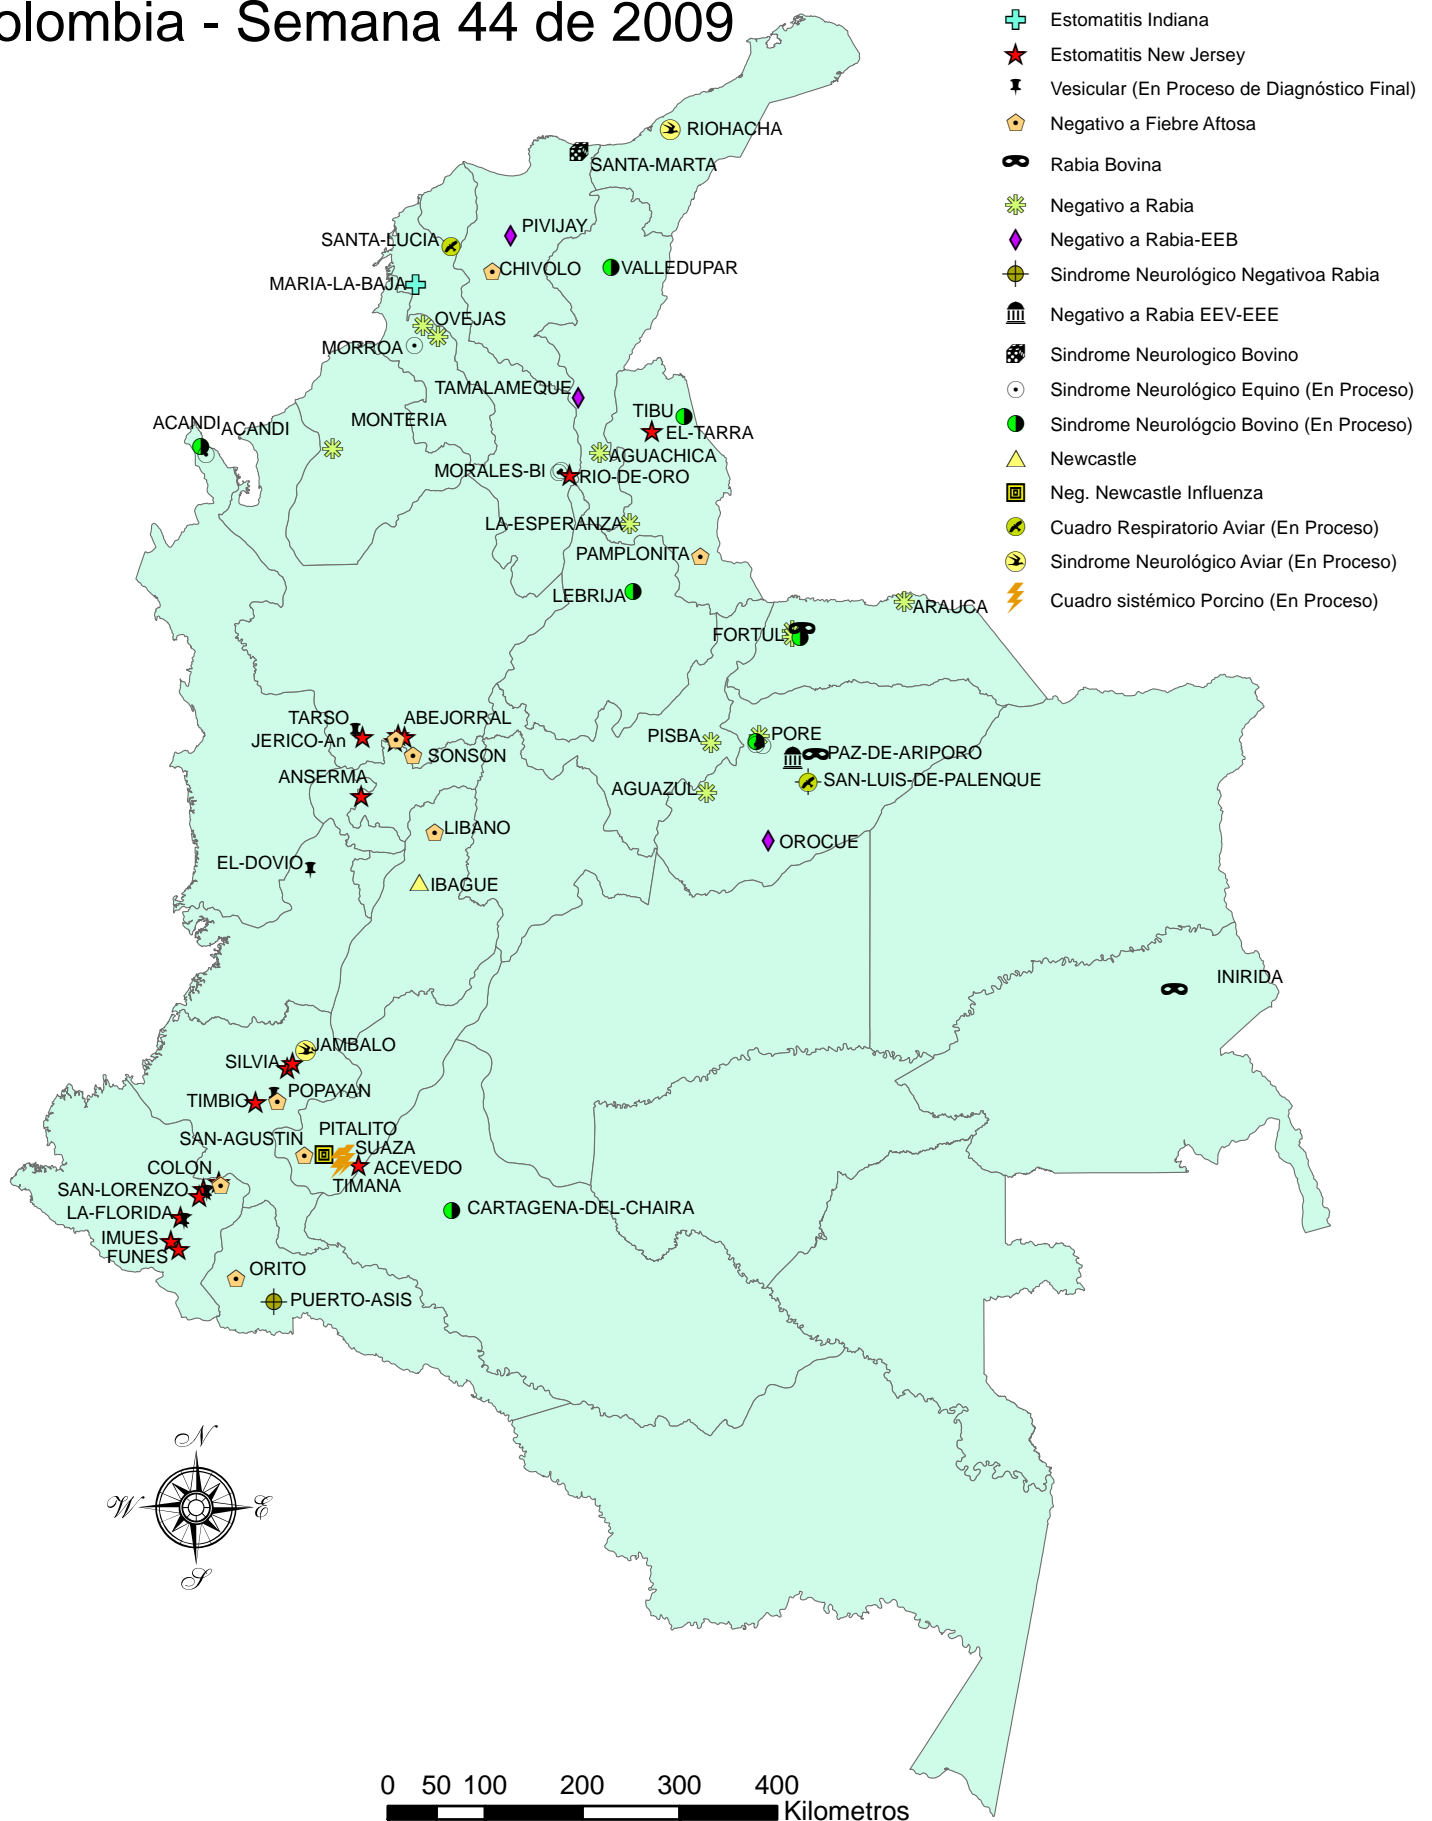 olombia - Semana 44 de 2009
Estomatitis Indiana
Estomatitis New Jersey
Vesicular (En Proceso de Diagnóstico Final)
Negativo a Fiebre Aftosa
Rabia Bovina
Negativo a Rabia
Negativo a Rabia-EEB
Sindrome Neurológico Negativoa Rabia
Negativo a Rabia EEV-EEE
Sindrome Neurologico Bovino
Sindrome Neurológico Equino (En Proceso)
Sindrome Neurológcio Bovino (En Proceso)
Newcastle
Neg. Newcastle Influenza
Cuadro Respiratorio Aviar (En Proceso)
Sindrome Neurológico Aviar (En Proceso)
Cuadro sistémico Porcino (En Proceso)
RIOHACHA
SANTA-MARTA
PIVIJAY
SANTA-LUCIA
CHIVOLO
VALLEDUPAR
MARIA-LA-BAJA
OVEJAS
MORROA
TAMALAMEQUE
TIBU
EL-TARRA
ACANDI
ACANDI
MONTERIA
AGUACHICA
MORALES-Bl
RIO-DE-ORO
LA-ESPERANZA
PAMPLONITA
LEBRIJA
ARAUCA
FORTUL
TARSO
ABEJORRAL
JERICO-An
SONSON
PISBA
PORE
PAZ-DE-ARIPORO
ANSERMA
AGUAZUL
SAN-LUIS-DE-PALENQUE
LIBANO
OROCUE
EL-DOVIO
IBAGUE
INIRIDA
JAMBALO
SILVIA
POPAYAN
TIMBIO
PITALITO
SAN-AGUSTIN
SUAZA
COLON
ACEVEDO
TIMANA
SAN-LORENZO
LA-FLORIDA
CARTAGENA-DEL-CHAIRA
IMUES
FUNES
ORITO
PUERTO-ASIS
N
W
E
S
0 50 100 200 300 400
Kilometros